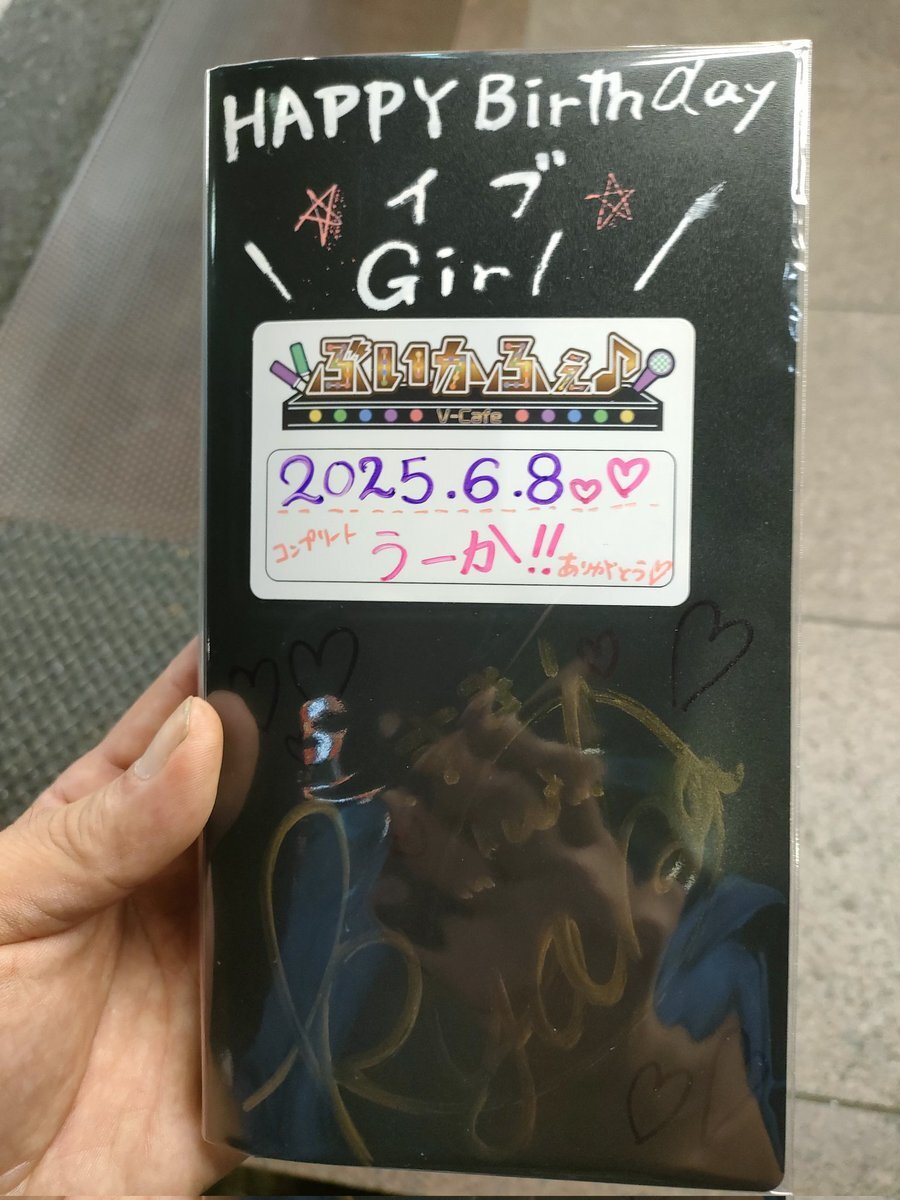 HAPPY Birthday
イブ
Girl
ぶいかふぇ♪
V-Cafe
2025.6.8♡♡
コンプリート うーか!! ありがとう♡